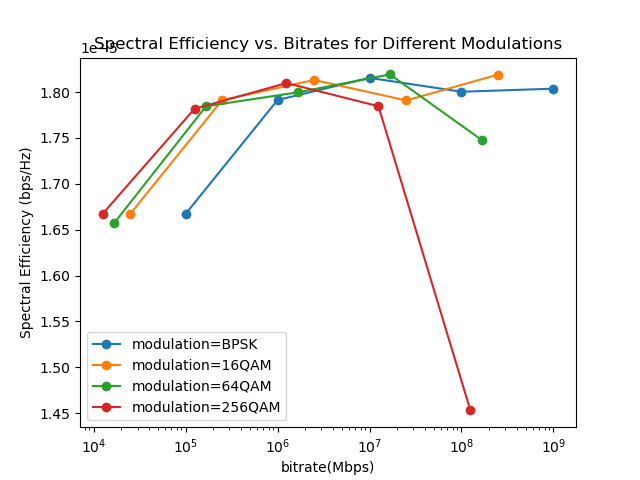 Spectral Efficiency vs. Bitrates for Different Modulations
1e−5
1.80
1.75
1.70
1.65
1.60
1.55
1.50
1.45
Spectral Efficiency (bps/Hz)
modulation=BPSK
modulation=16QAM
modulation=64QAM
modulation=256QAM
10⁴ 10⁵ 10⁶ 10⁷ 10⁸ 10⁹
bitrate(Mbps)